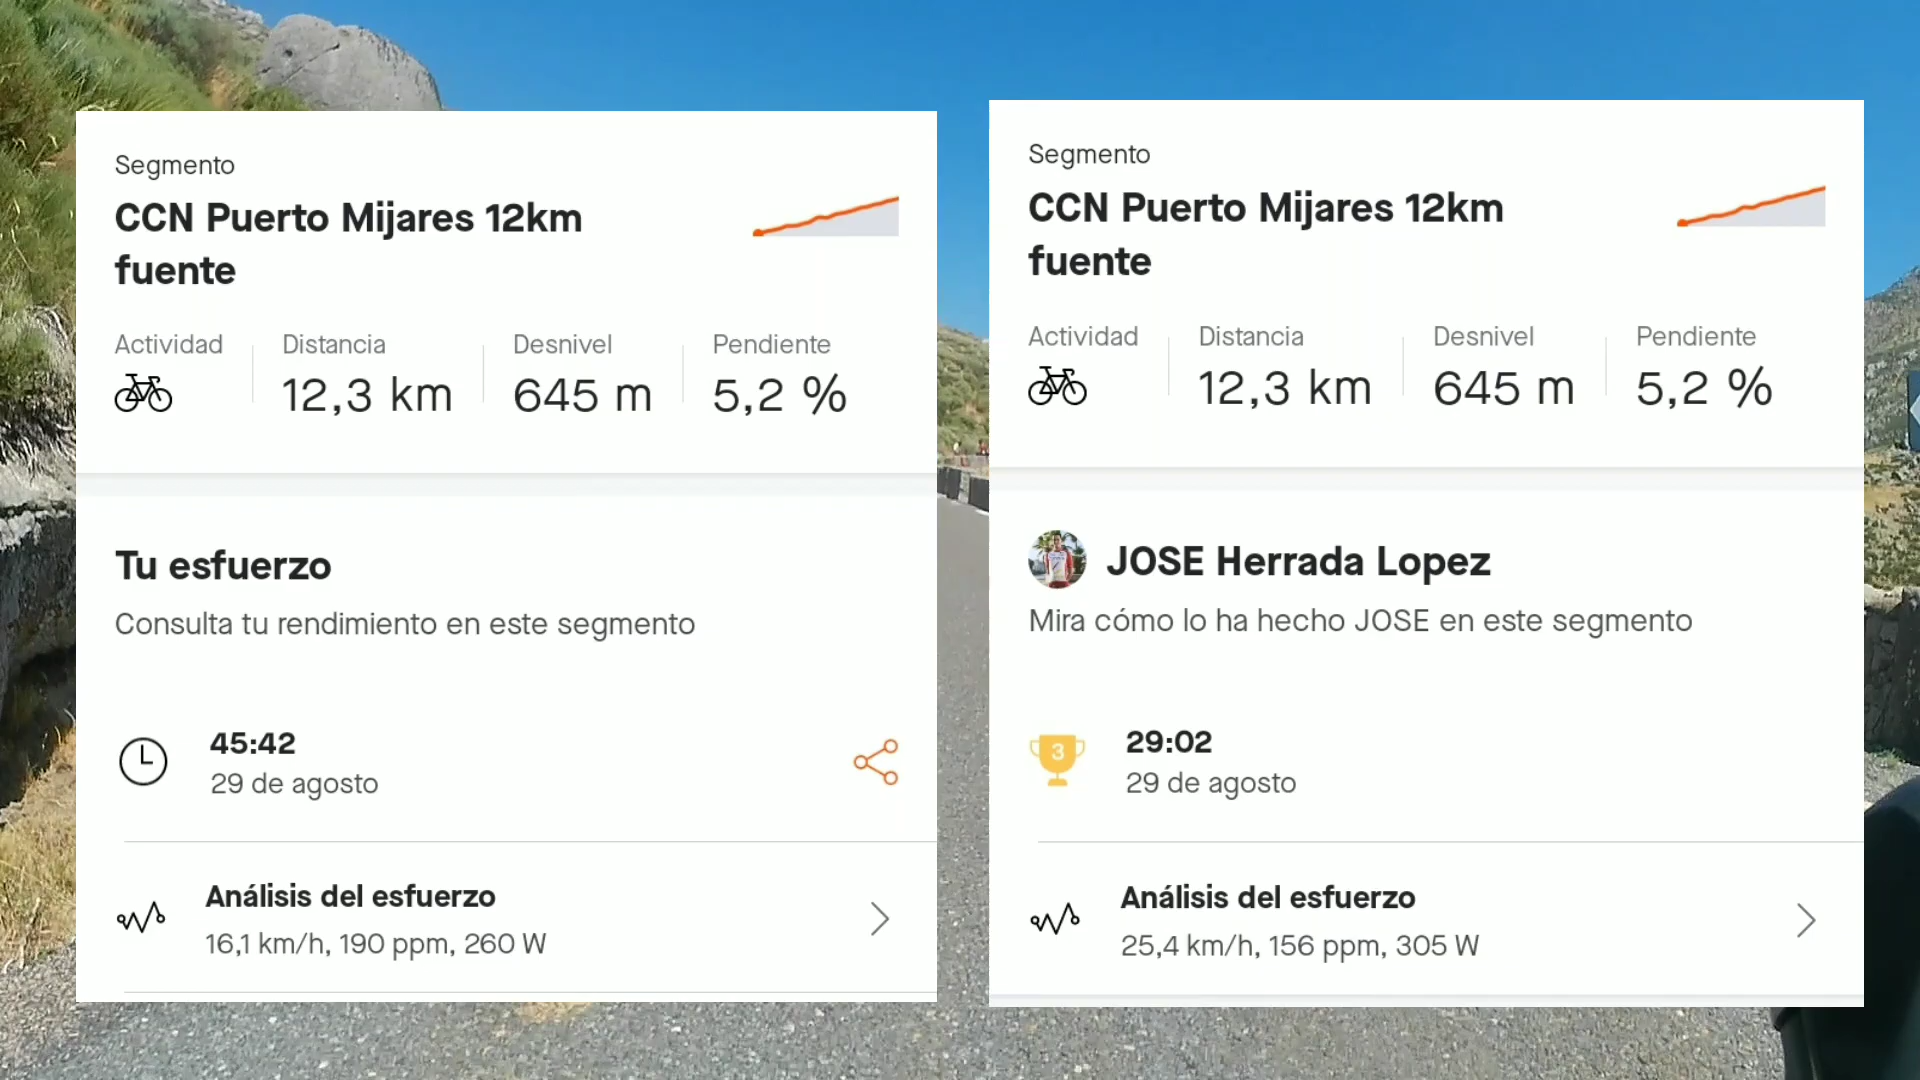 Segmento
CCN Puerto Mijares 12km
fuente
Actividad
Distancia
Desnivel
Pendiente
12,3 km
645 m
5,2 %
Tu esfuerzo
Consulta tu rendimiento en este segmento
45:42
29 de agosto
Análisis del esfuerzo
16,1 km/h, 190 ppm, 260 W
Segmento
CCN Puerto Mijares 12km
fuente
Actividad
Distancia
Desnivel
Pendiente
12,3 km
645 m
5,2 %
JOSE Herrada Lopez
Mira cómo lo ha hecho JOSE en este segmento
3
29:02
29 de agosto
Análisis del esfuerzo
25,4 km/h, 156 ppm, 305 W